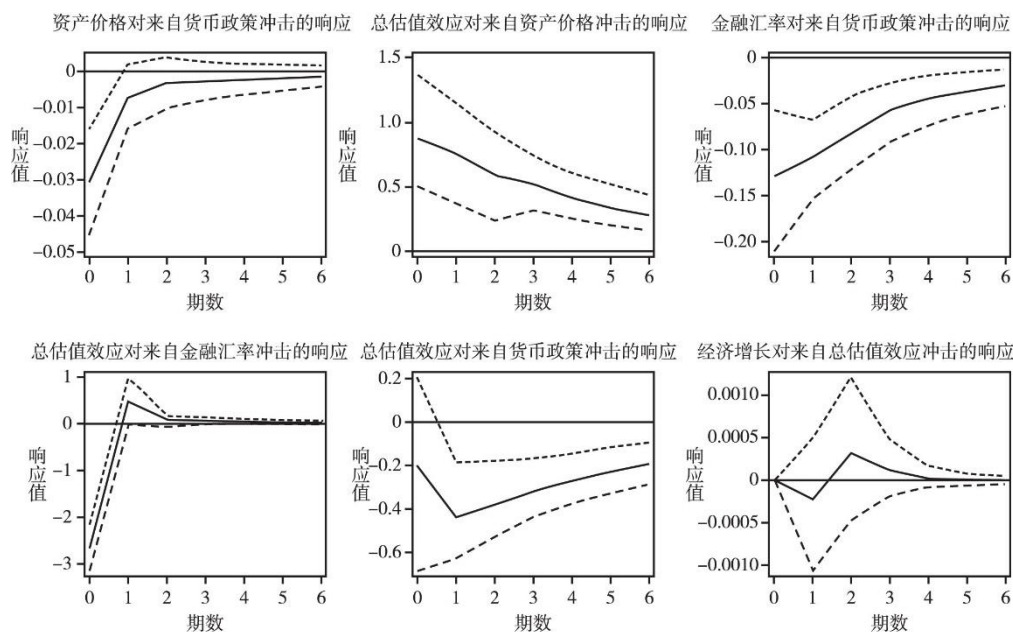 资产价格对来自货币政策冲击的响应
总估值效应对来自资产价格冲击的响应
金融汇率对来自货币政策冲击的响应
响应值
0
−0.01
−0.02
−0.03
−0.04
−0.05
0 1 2 3 4 5 6
期数
响应值
1.5
1.0
0.5
0
0 1 2 3 4 5 6
期数
响应值
0
−0.05
−0.10
−0.15
−0.20
0 1 2 3 4 5 6
期数
总估值效应对来自金融汇率冲击的响应
总估值效应对来自货币政策冲击的响应
经济增长对来自总估值效应冲击的响应
响应值
1
0
−1
−2
−3
0 1 2 3 4 5 6
期数
响应值
0.2
0
−0.2
−0.4
−0.6
0 1 2 3 4 5 6
期数
响应值
0.0010
0.0005
0
−0.0005
−0.0010
0 1 2 3 4 5 6
期数